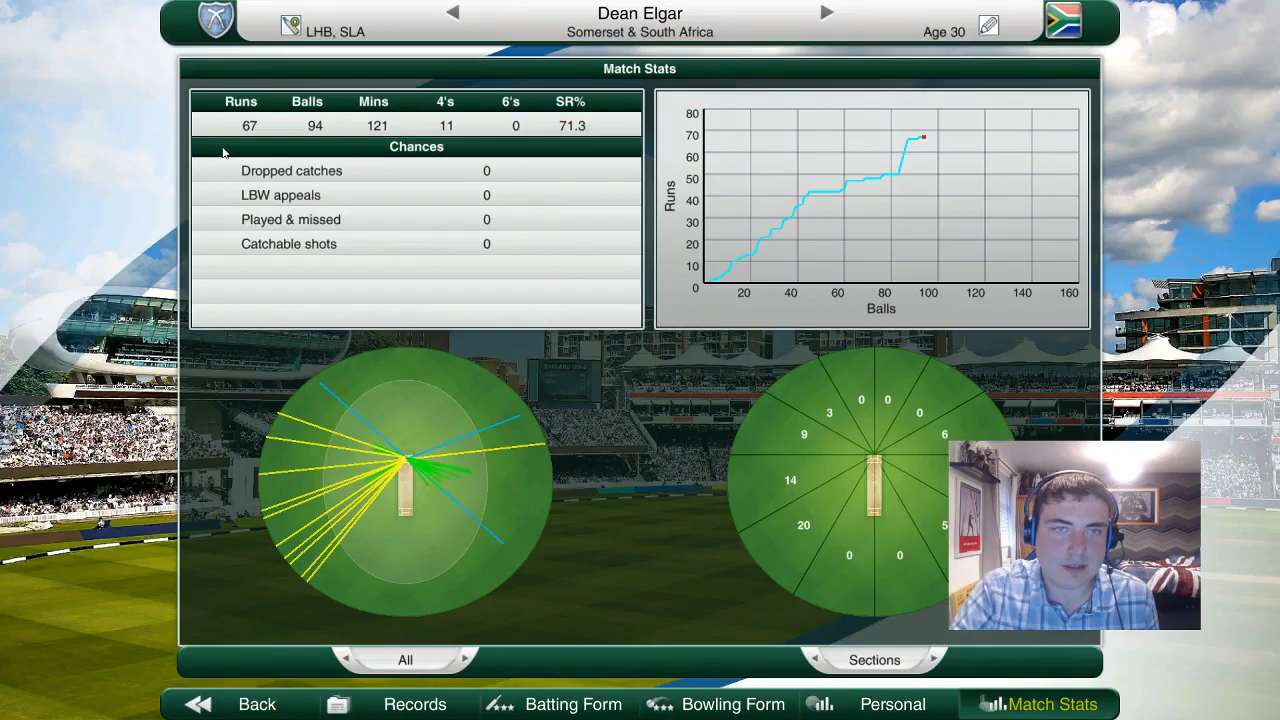 Dean Elgar
LHB, SLA
Somerset & South Africa
Age 30
Match Stats
Runs Balls Mins 4's 6's SR%
67 94 121 11 0 71.3
Chances
Dropped catches 0
LBW appeals 0
Played & missed 0
Catchable shots 0
80
70
60
50
40
30
20
10
0
Runs
20 40 60 80 100 120 140 160
Balls
0 0
3 0
9 6
14
20 5
0 0
All
Sections
Back Records Batting Form Bowling Form Personal Match Stats